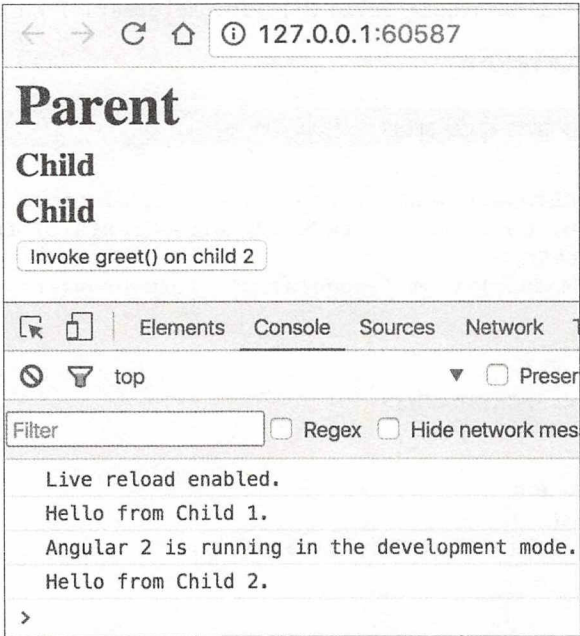 127.0.0.1:60587
Parent
Child
Child
Invoke greet() on child 2
Elements Console Sources Network
top Preser
Filter Regex Hide network mes
Live reload enabled.
Hello from Child 1.
Angular 2 is running in the development mode.
Hello from Child 2.
>